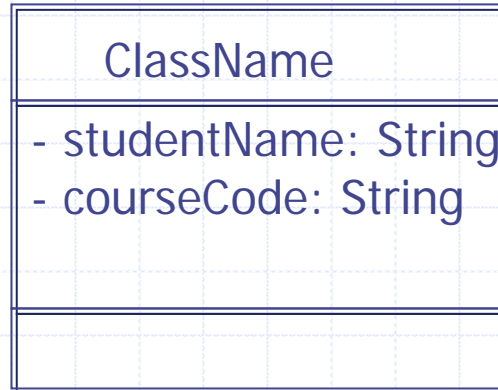 ClassName
- studentName: String
- courseCode: String